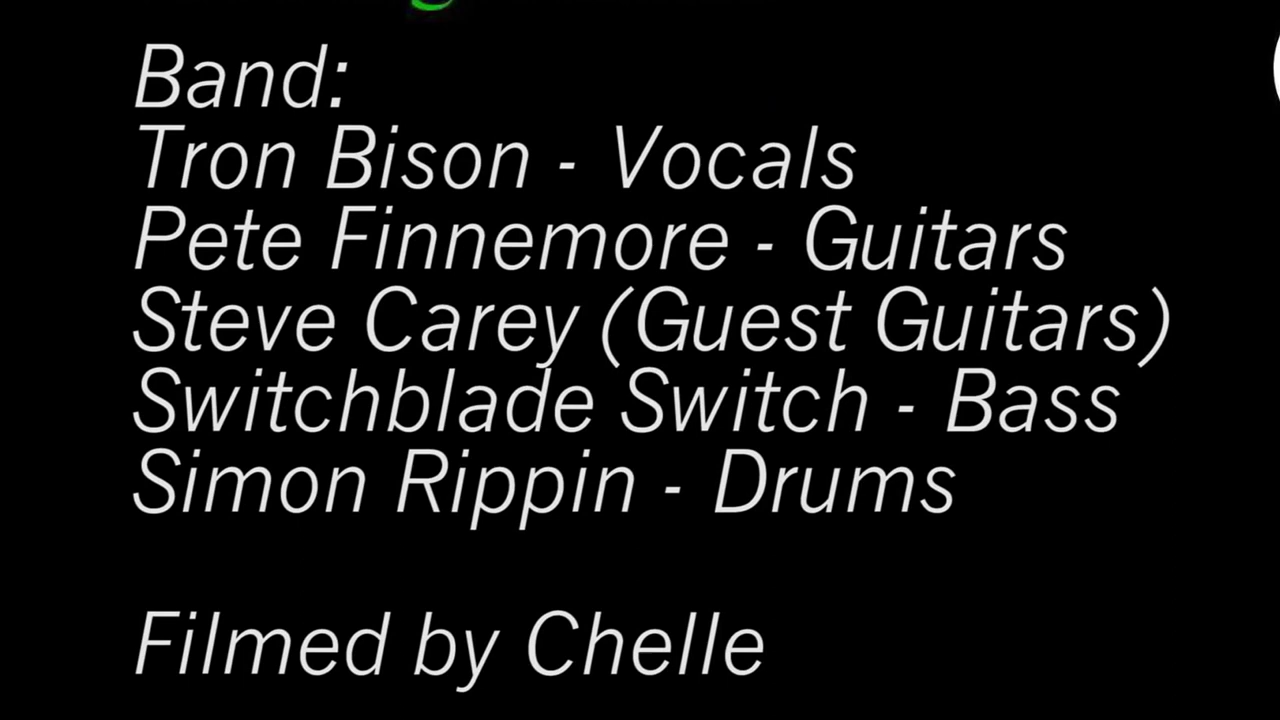 Band:
Tron Bison - Vocals
Pete Finnemore - Guitars
Steve Carey (Guest Guitars)
Switchblade Switch - Bass
Simon Rippin - Drums
Filmed by Chelle